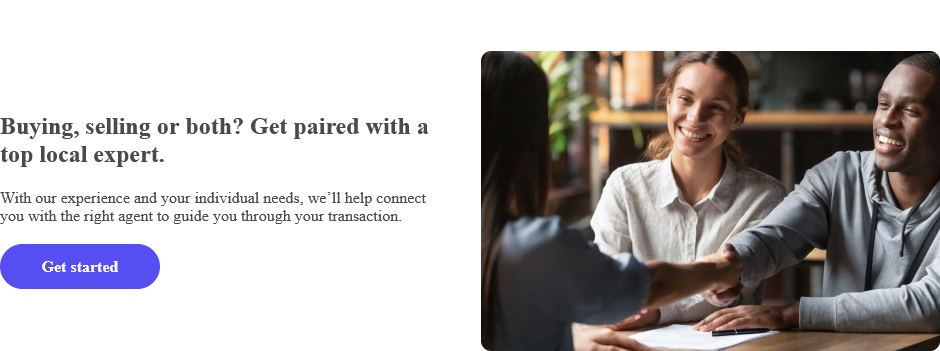 Buying, selling or both? Get paired with a
top local expert.
With our experience and your individual needs, we’ll help connect
you with the right agent to guide you through your transaction.
Get started